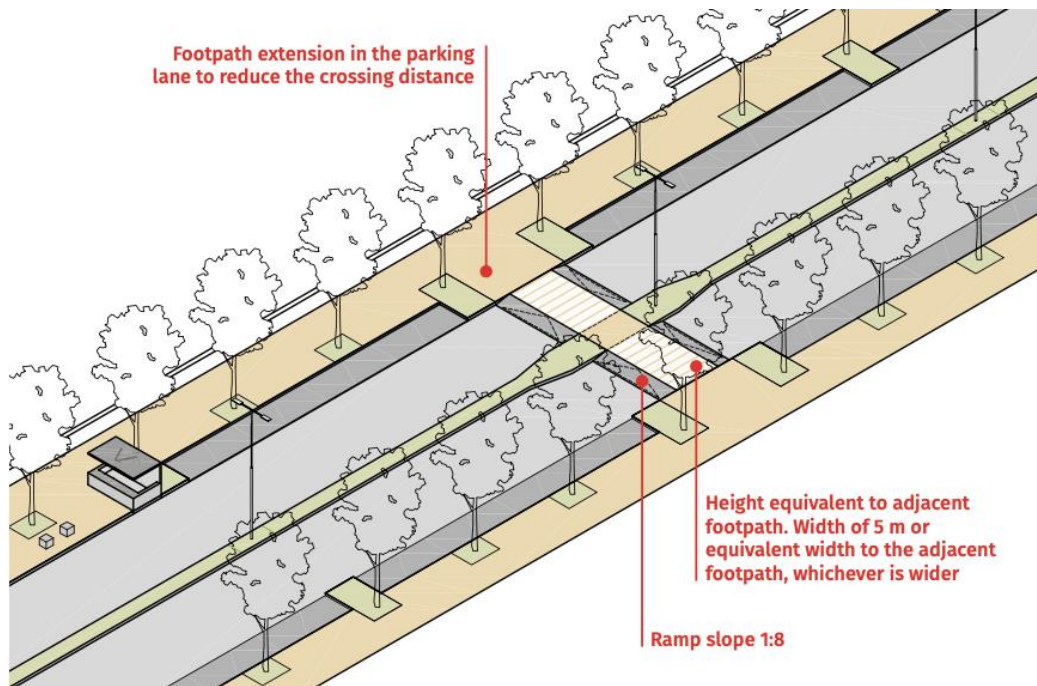 Footpath extension in the parking
lane to reduce the crossing distance
Height equivalent to adjacent
footpath. Width of 5 m or
equivalent width to the adjacent
footpath, whichever is wider
Ramp slope 1:8